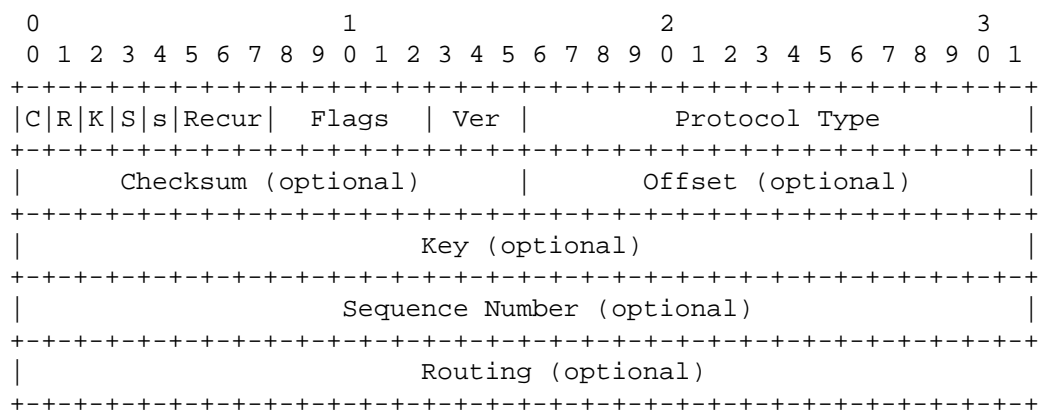 0                   1                   2                   3
 0 1 2 3 4 5 6 7 8 9 0 1 2 3 4 5 6 7 8 9 0 1 2 3 4 5 6 7 8 9 0 1
+-+-+-+-+-+-+-+-+-+-+-+-+-+-+-+-+-+-+-+-+-+-+-+-+-+-+-+-+-+-+-+-+
|C|R|K|S|s|Recur|  Flags  | Ver |         Protocol Type         |
+-+-+-+-+-+-+-+-+-+-+-+-+-+-+-+-+-+-+-+-+-+-+-+-+-+-+-+-+-+-+-+-+
|      Checksum (optional)      |       Offset (optional)       |
+-+-+-+-+-+-+-+-+-+-+-+-+-+-+-+-+-+-+-+-+-+-+-+-+-+-+-+-+-+-+-+-+
|                         Key (optional)                        |
+-+-+-+-+-+-+-+-+-+-+-+-+-+-+-+-+-+-+-+-+-+-+-+-+-+-+-+-+-+-+-+-+
|                    Sequence Number (optional)                 |
+-+-+-+-+-+-+-+-+-+-+-+-+-+-+-+-+-+-+-+-+-+-+-+-+-+-+-+-+-+-+-+-+
|                         Routing (optional)
+-+-+-+-+-+-+-+-+-+-+-+-+-+-+-+-+-+-+-+-+-+-+-+-+-+-+-+-+-+-+-+-+